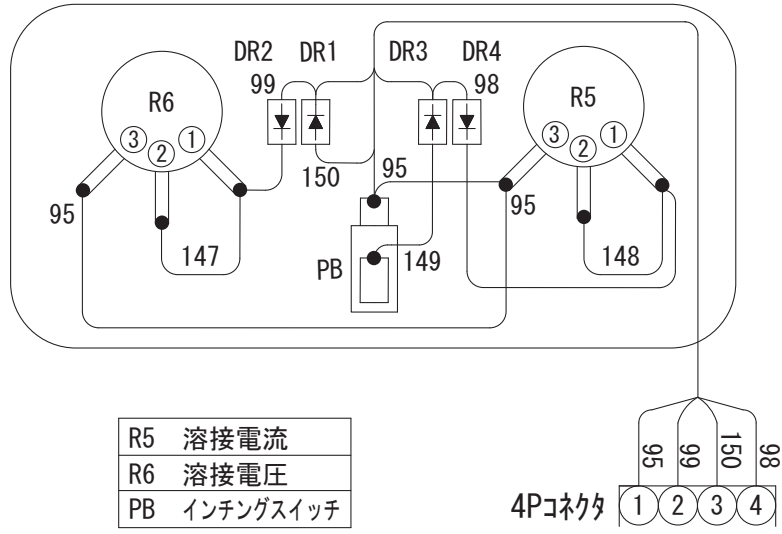 DR2 DR1 DR3 DR4
99 98
R6 R5
3 2 1 3 2 1
150 95
95 95
147 PB 149 148
R5 溶接電流
R6 溶接電圧
PB インチングスイッチ
95 99 150 98
4Pコネクタ 1 2 3 4